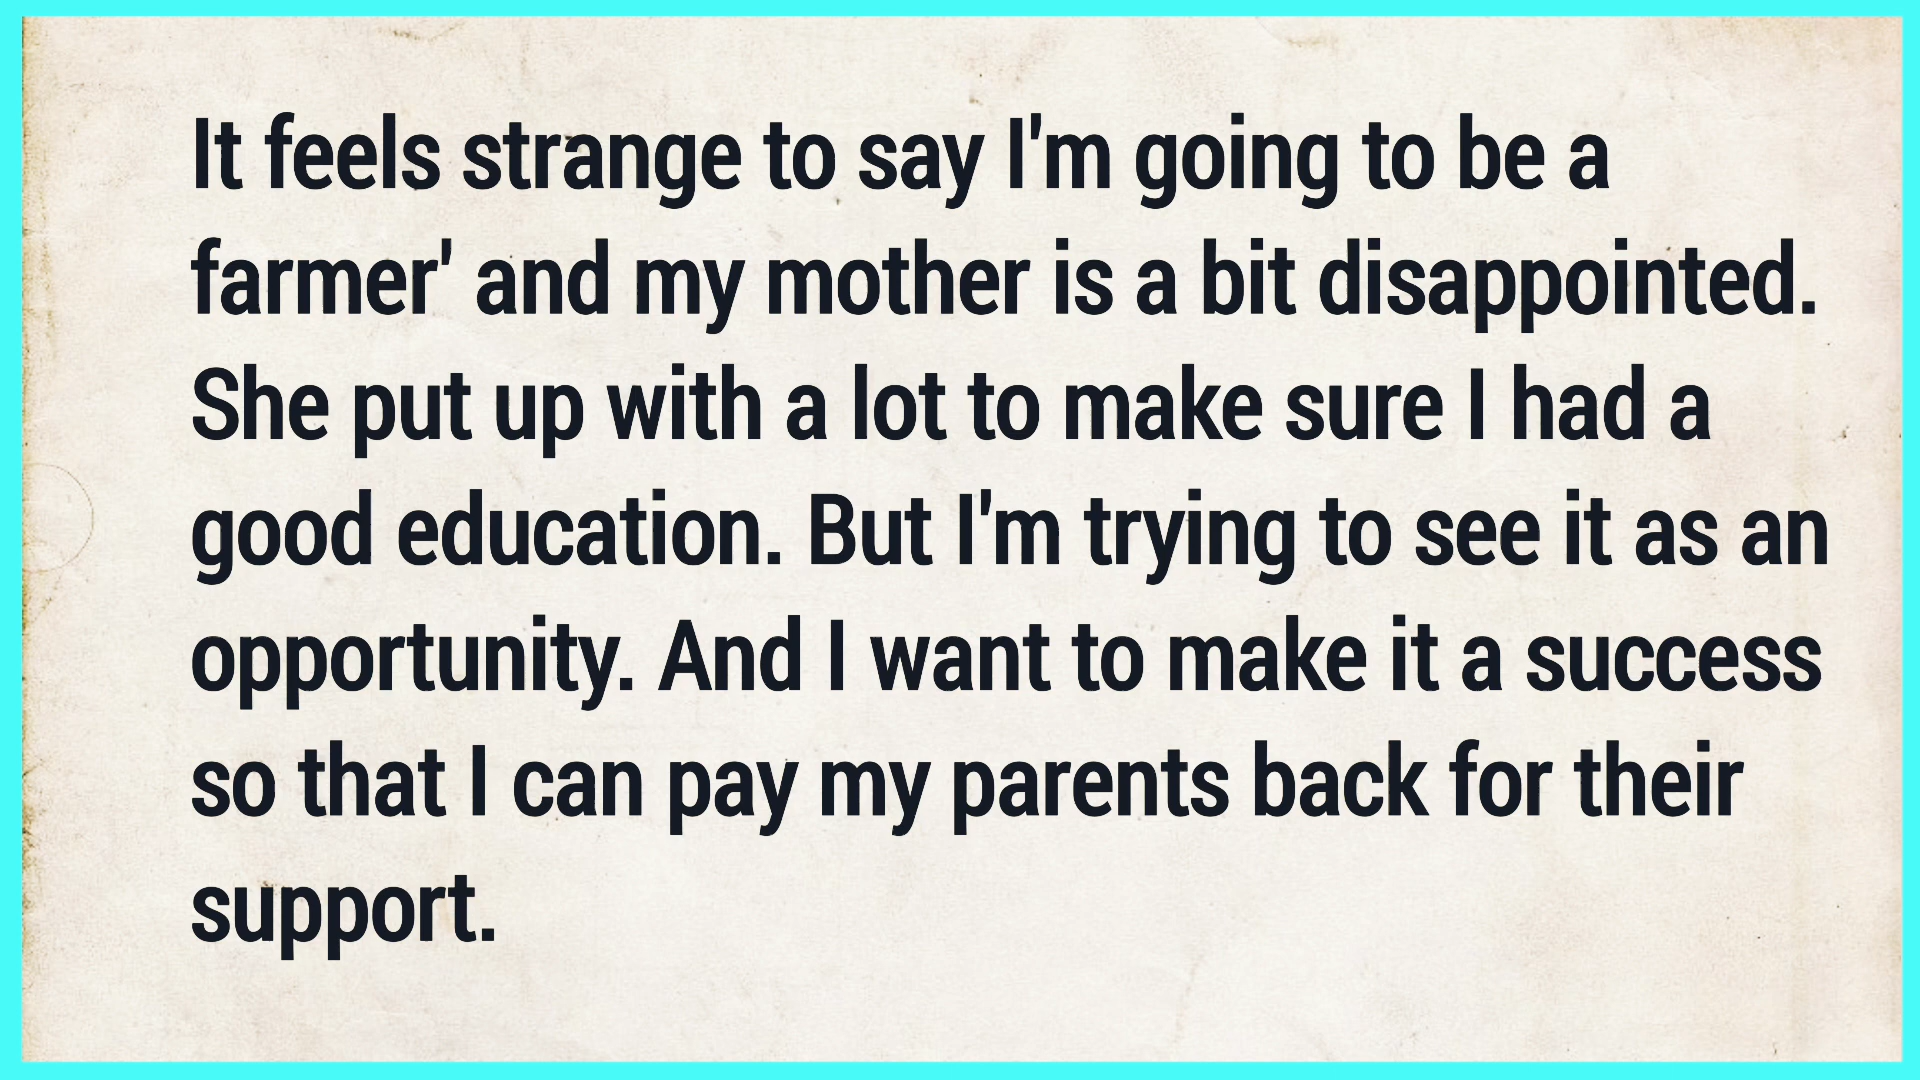 It feels strange to say I'm going to be a
farmer' and my mother is a bit disappointed.
She put up with a lot to make sure I had a
good education. But I'm trying to see it as an
opportunity. And I want to make it a success
so that I can pay my parents back for their
support.